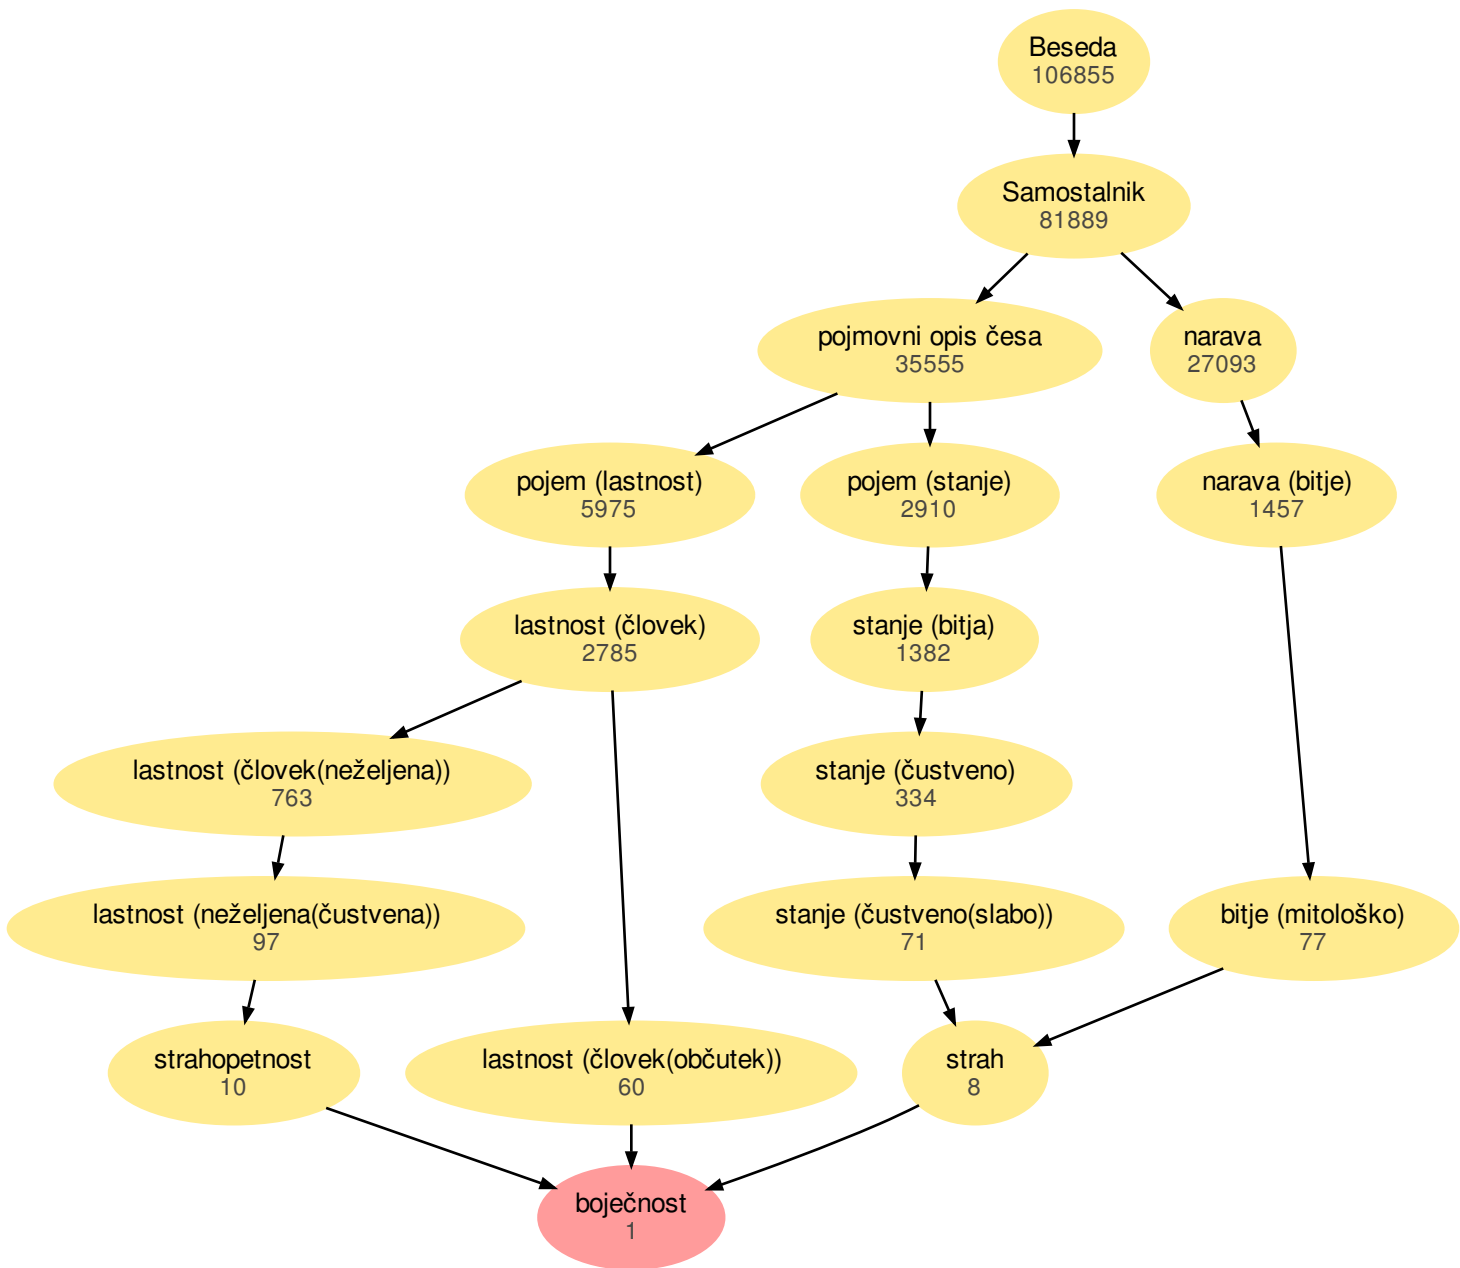 Beseda
106855
Samostalnik
81889
pojmovni opis česa
35555
narava
27093
pojem (lastnost)
5975
pojem (stanje)
2910
narava (bitje)
1457
lastnost (človek)
2785
stanje (bitja)
1382
lastnost (človek(neželjena))
763
stanje (čustveno)
334
lastnost (neželjena(čustvena))
97
stanje (čustveno(slabo))
71
bitje (mitološko)
77
strahopetnost
10
lastnost (človek(občutek))
60
strah
8
boječnost
1